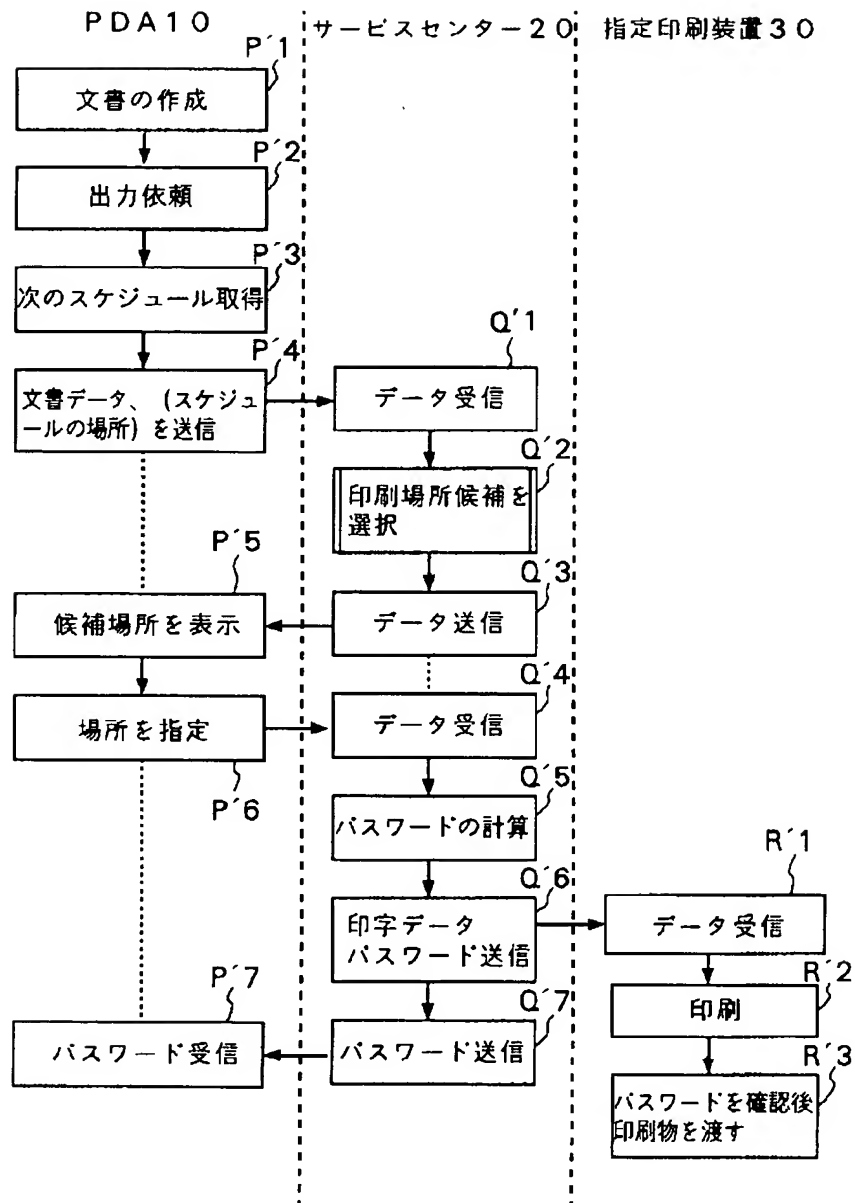 PDA10
サービスセンター20
指定印刷装置30
P'1
文書の作成
P'2
出力依頼
P'3
次のスケジュール取得
P'4
文書データ、(スケジュ
ールの場所)を送信
Q'1
データ受信
Q'2
印刷場所候補を
選択
P'5
候補場所を表示
Q'3
データ送信
場所を指定
P'6
Q'4
データ受信
Q'5
パスワードの計算
Q'6
印字データ
パスワード送信
R'1
データ受信
R'2
印刷
P'7
パスワード受信
Q'7
パスワード送信
R'3
パスワードを確認後
印刷物を渡す